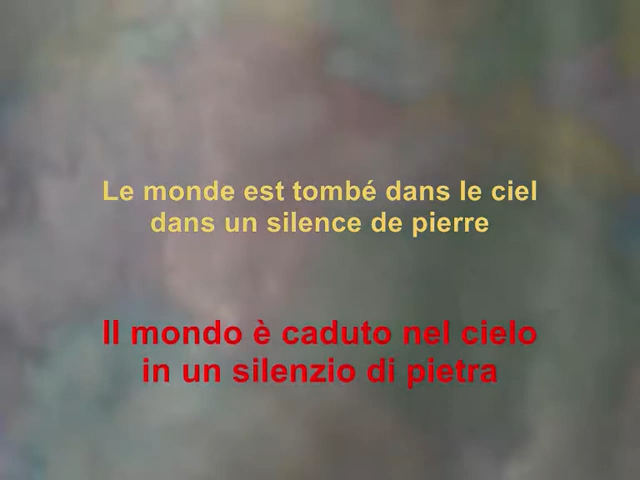 Le monde est tombé dans le ciel
dans un silence de pierre
Il mondo è caduto nel cielo
in un silenzio di pietra